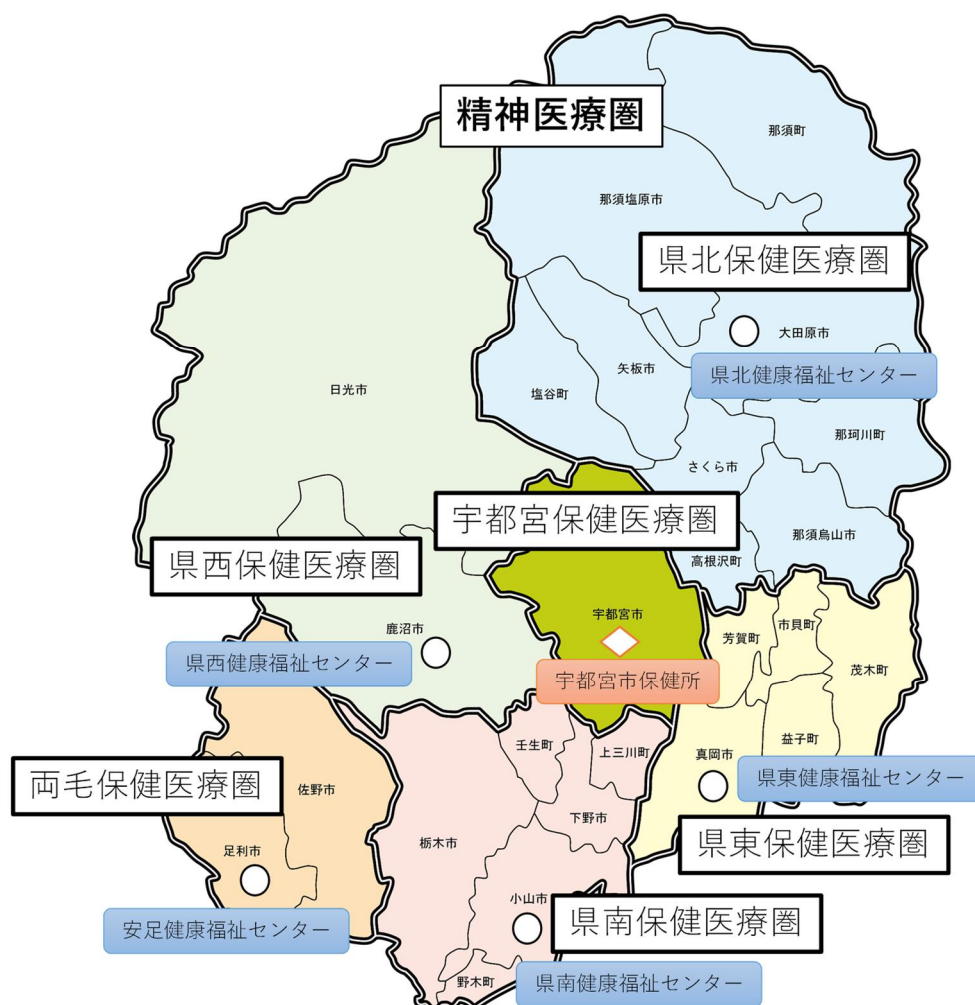 精神医療圏
那須町
那須塩原市
県北保健医療圏
大田原市
県北健康福祉センター
矢板市
塩谷町
日光市
那珂川町
さくら市
宇都宮保健医療圏
那須烏山市
高根沢町
県西保健医療圏
宇都宮市
鹿沼市
県西健康福祉センター
宇都宮市保健所
芳賀町
市貝町
茂木町
益子町
真岡市
県東健康福祉センター
県東保健医療圏
壬生町
上三川町
両毛保健医療圏
佐野市
下野市
栃木市
足利市
安足健康福祉センター
小山市
県南保健医療圏
野木町
県南健康福祉センター